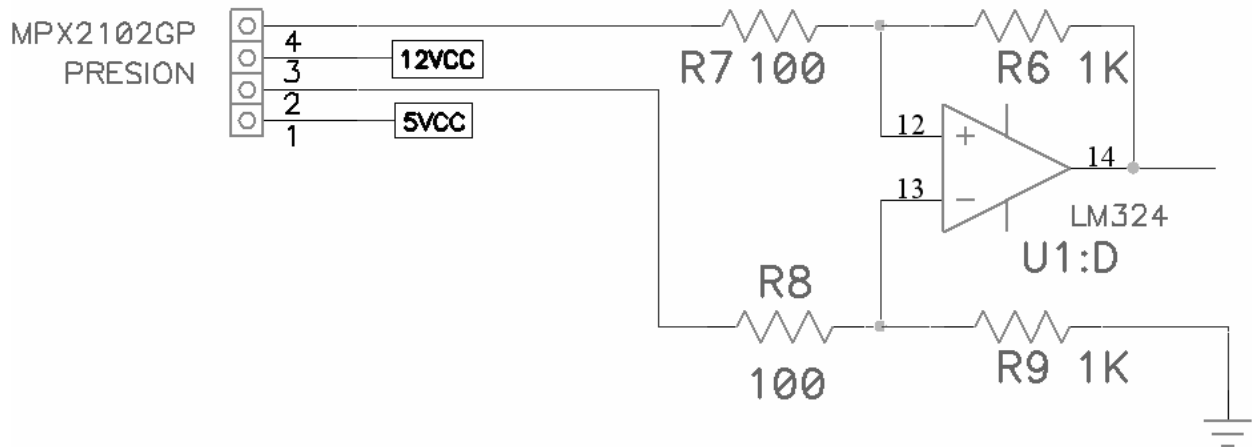 MPX2102GP
PRESION
4
12VCC
3
2
5VCC
1
R7 100
R6 1K
12
13
14
LM324
U1:D
R8
100
R9 1K